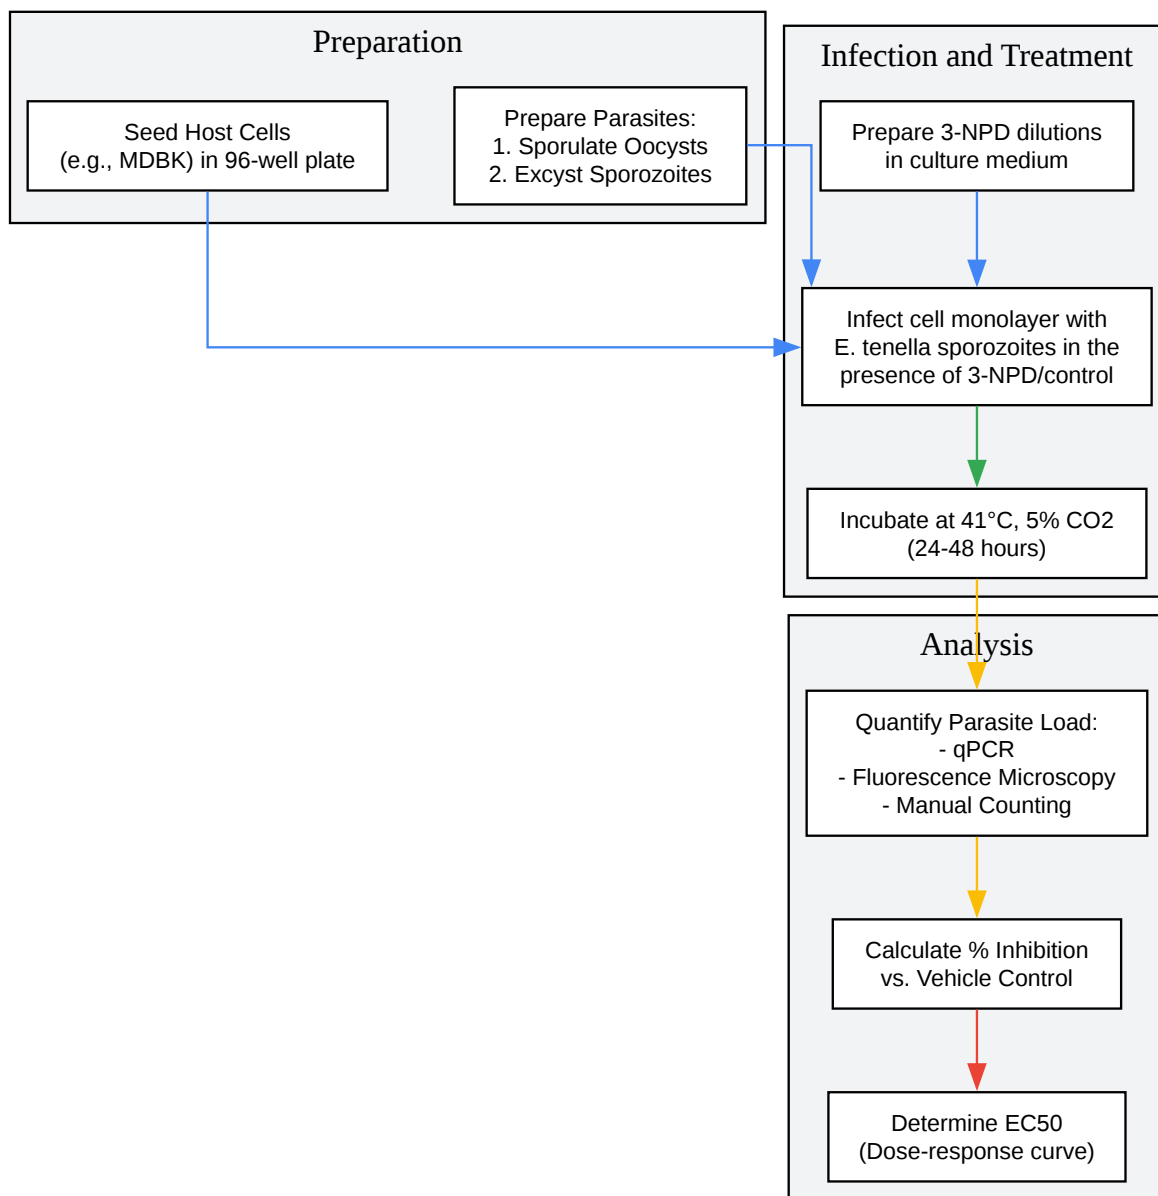 Preparation
Seed Host Cells
(e.g., MDBK) in 96-well plate
Prepare Parasites:
1. Sporulate Oocysts
2. Excyst Sporozoites
Infection and Treatment
Prepare 3-NPD dilutions
in culture medium
Infect cell monolayer with
E. tenella sporozoites in the
presence of 3-NPD/control
Incubate at 41°C, 5% CO2
(24-48 hours)
Analysis
Quantify Parasite Load:
- qPCR
- Fluorescence Microscopy
- Manual Counting
Calculate % Inhibition
vs. Vehicle Control
Determine EC50
(Dose-response curve)